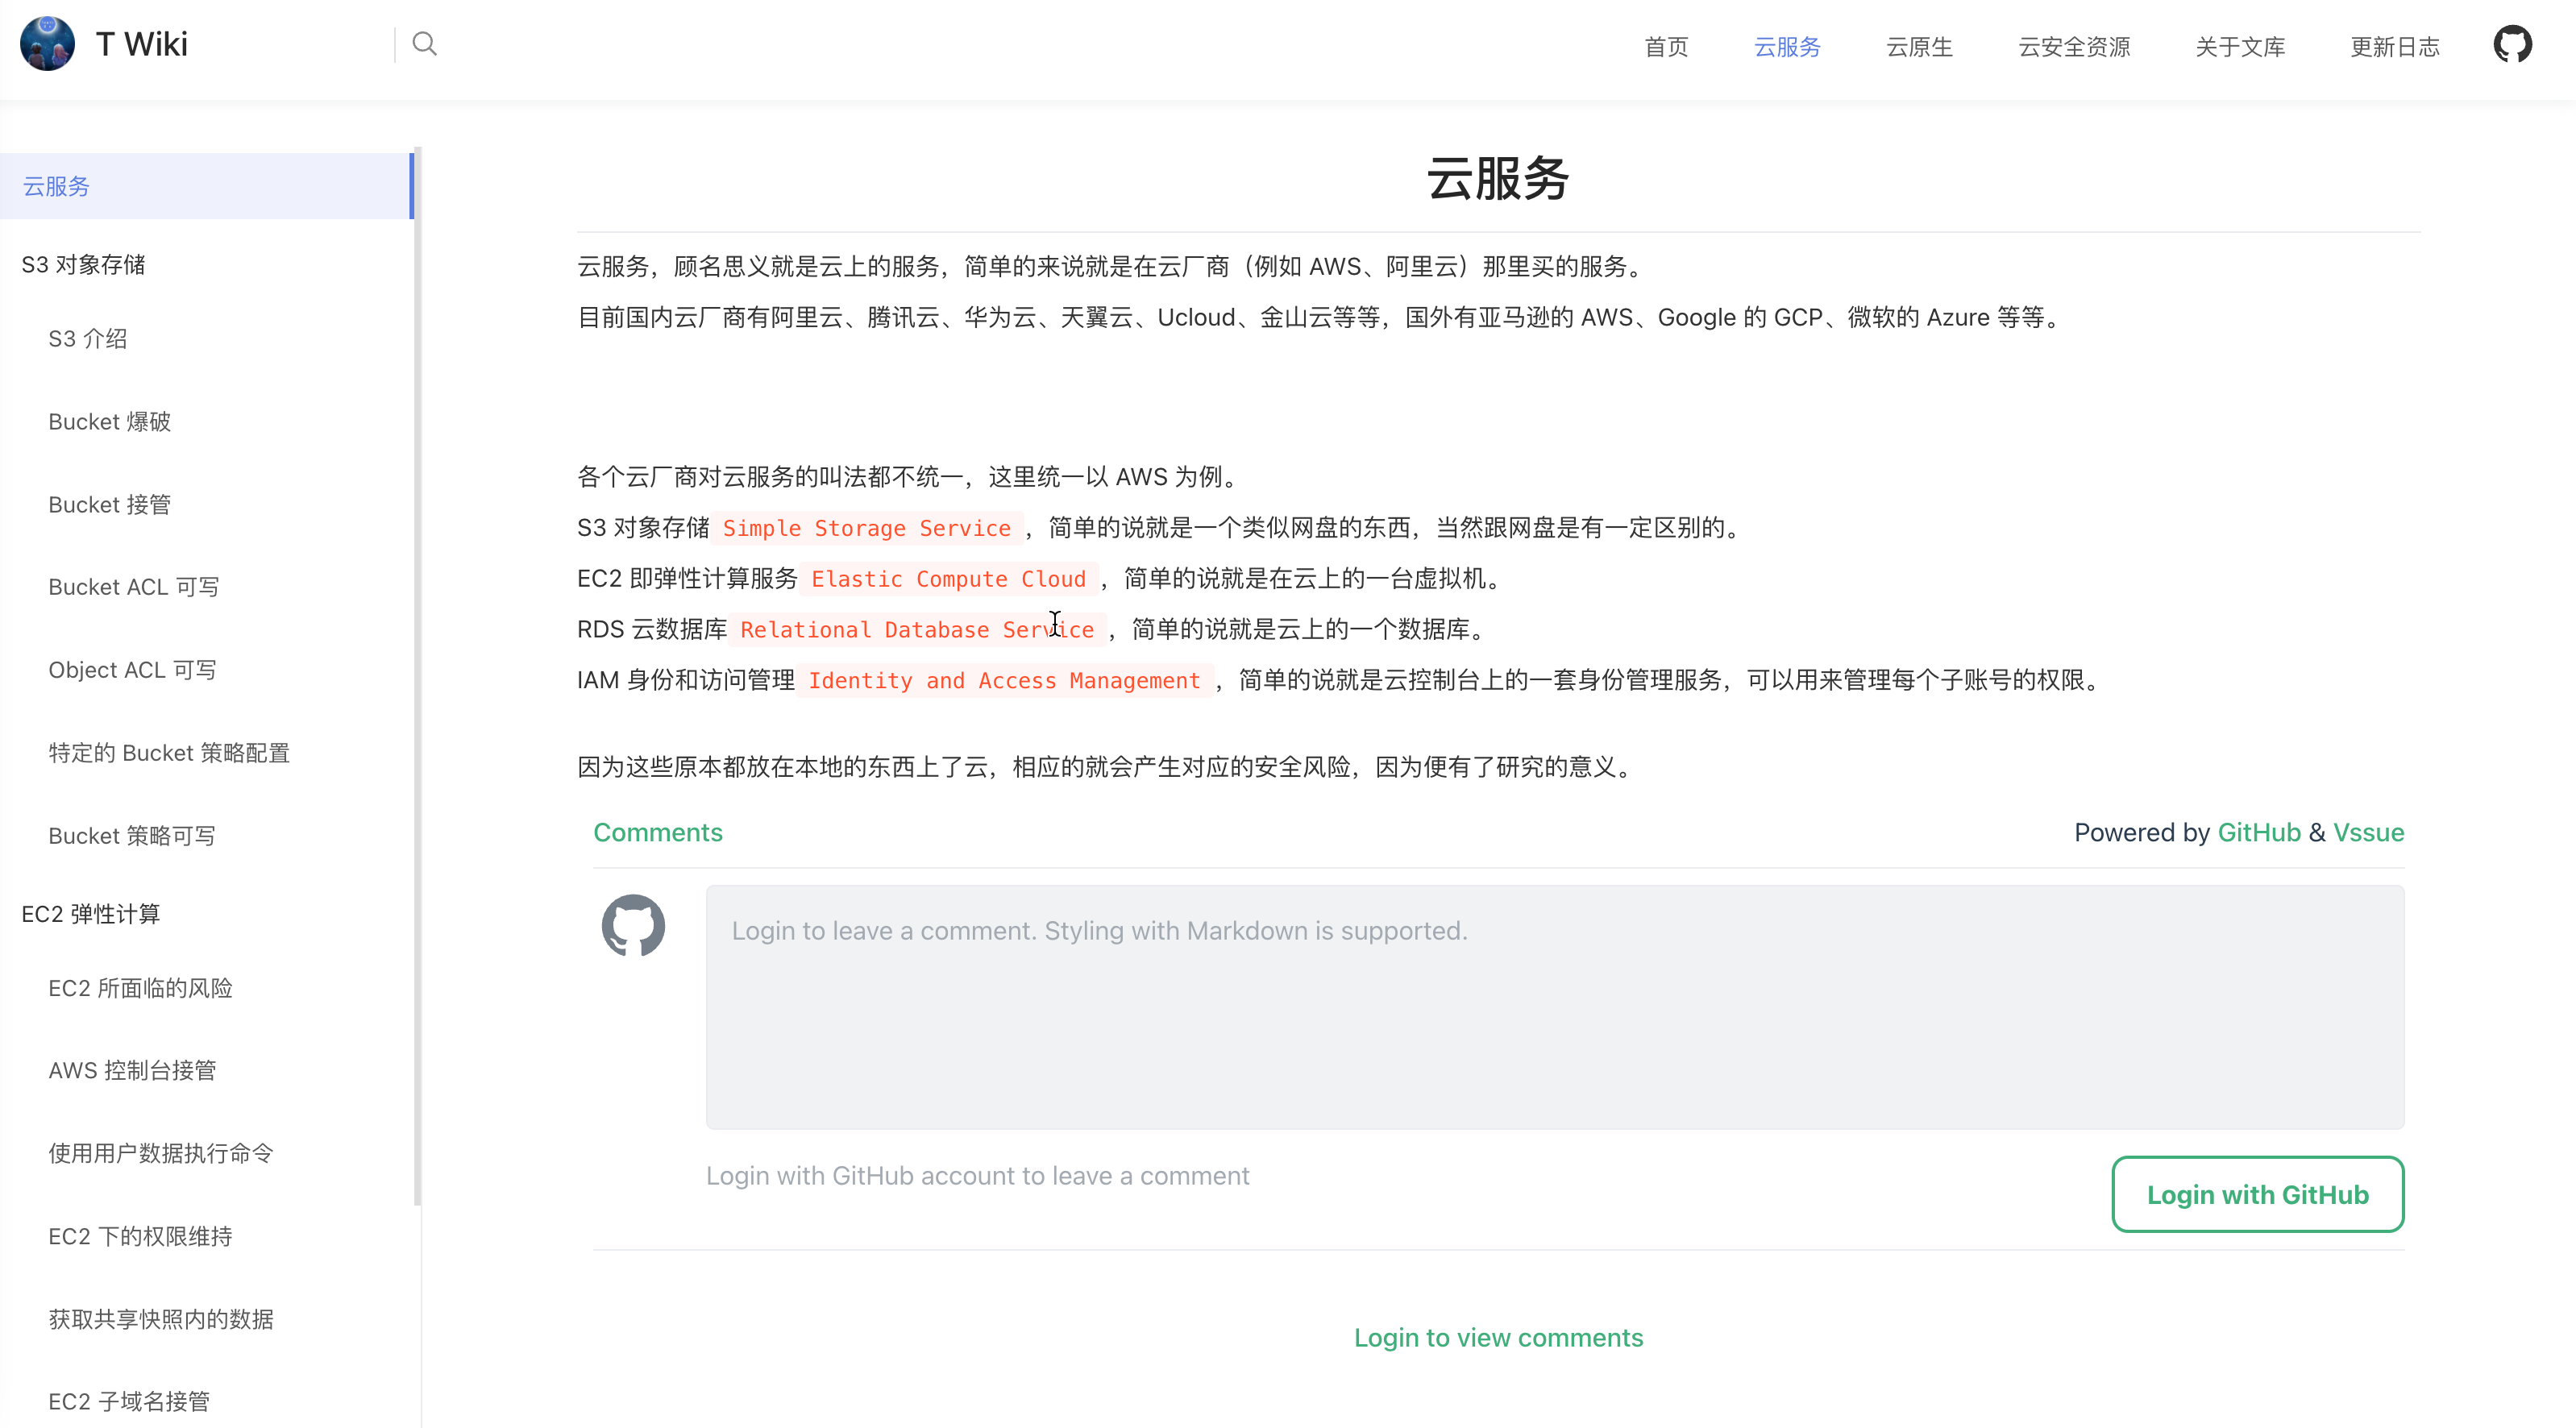 T Wiki
首页
云服务
云原生
云安全资源
关于文库
更新日志
云服务
S3 对象存储
S3 介绍
Bucket 爆破
Bucket 接管
Bucket ACL 可写
Object ACL 可写
特定的 Bucket 策略配置
Bucket 策略可写
EC2 弹性计算
EC2 所面临的风险
AWS 控制台接管
使用用户数据执行命令
EC2 下的权限维持
获取共享快照内的数据
EC2 子域名接管
云服务
云服务，顾名思义就是云上的服务，简单的来说就是在云厂商（例如 AWS、阿里云）那里买的服务。
目前国内云厂商有阿里云、腾讯云、华为云、天翼云、Ucloud、金山云等等，国外有亚马逊的 AWS、Google 的 GCP、微软的 Azure 等等。
各个云厂商对云服务的叫法都不统一，这里统一以 AWS 为例。
S3 对象存储 Simple Storage Service ，简单的说就是一个类似网盘的东西，当然跟网盘是有一定区别的。
EC2 即弹性计算服务 Elastic Compute Cloud ，简单的说就是在云上的一台虚拟机。
RDS 云数据库 Relational Database Service ，简单的说就是云上的一个数据库。
IAM 身份和访问管理 Identity and Access Management ，简单的说就是云控制台上的一套身份管理服务，可以用来管理每个子账号的权限。
因为这些原本都放在本地的东西上了云，相应的就会产生对应的安全风险，因为便有了研究的意义。
Comments
Powered by GitHub & Vssue
Login to leave a comment. Styling with Markdown is supported.
Login with GitHub account to leave a comment
Login with GitHub
Login to view comments